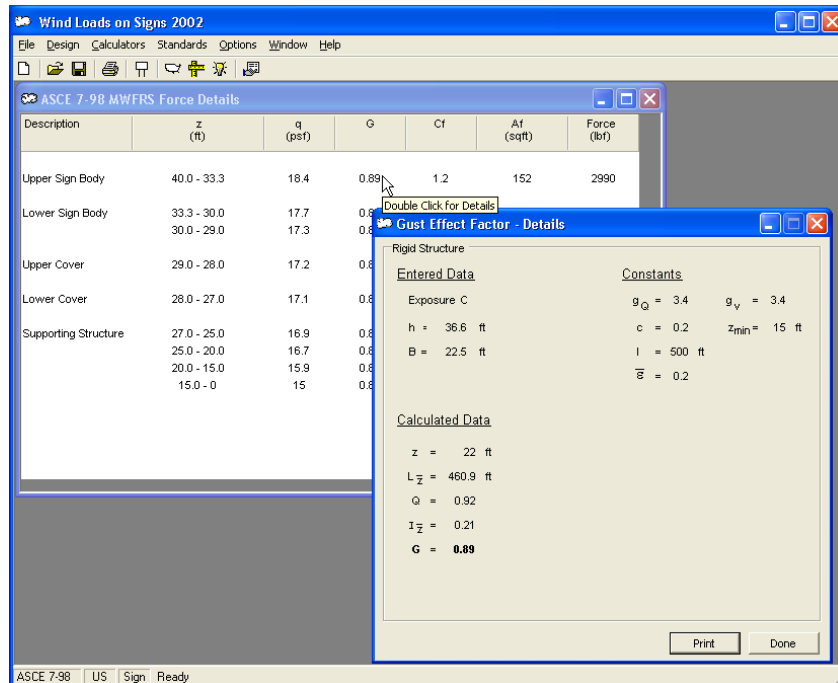 Wind Loads on Signs 2002
File Design Calculators Standards Options Window Help
ASCE 7-98 MWFRS Force Details
Description z (ft) q (psf) G Cf Af (sqft) Force (lbf)
Upper Sign Body 40.0 - 33.3 18.4 0.89 1.2 152 2990
Double Click for Details
Lower Sign Body 33.3 - 30.0 17.7
30.0 - 29.0 17.3
Upper Cover 29.0 - 28.0 17.2
Lower Cover 28.0 - 27.0 17.1
Supporting Structure 27.0 - 25.0 16.9
25.0 - 20.0 16.7
20.0 - 15.0 15.9
15.0 - 0 15
Gust Effect Factor - Details
Rigid Structure
Entered Data
Exposure C
h = 36.6 ft
B = 22.5 ft
Constants
gQ = 3.4 gv = 3.4
c = 0.2 zmin = 15 ft
l = 500 ft
ε̅ = 0.2
Calculated Data
z = 22 ft
Lz̅ = 460.9 ft
Q = 0.92
Iz̅ = 0.21
G = 0.89
Print Done
ASCE 7-98 US Sign Ready